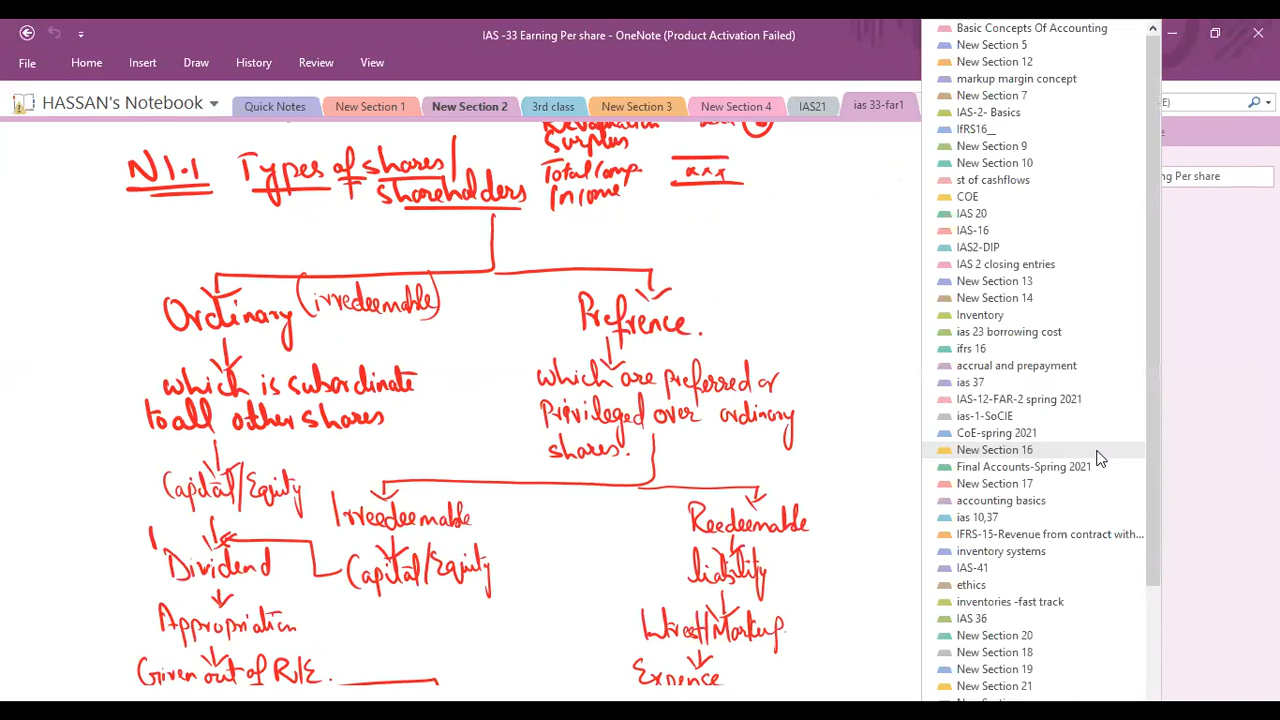 IAS -33 Earning Per share - OneNote (Product Activation Failed)
File
Home
Insert
Draw
History
Review
View
HASSAN's Notebook
Quick Notes
New Section 1
New Section 2
3rd class
New Section 3
New Section 4
IAS21
ias 33-far1
E)
ng Per share
Surplus
Total Comp.
Income
xxx
N1.1 Types of shares/
shareholders
Ordinary (irredeemable)
Prefrence.
which is subordinate
to all other shares
which are preferred or
Privileged over ordinary
shares.
Capital/Equity
Irreedeemable
Reedeemable
Dividend
Capital/Equity
liability
Appropriation
Intrest/Markup.
Given out of R/E.
Expence
Basic Concepts Of Accounting
New Section 5
New Section 12
markup margin concept
New Section 7
IAS-2- Basics
IfRS16__
New Section 9
New Section 10
st of cashflows
COE
IAS 20
IAS-16
IAS2-DIP
IAS 2 closing entries
New Section 13
New Section 14
Inventory
ias 23 borrowing cost
ifrs 16
accrual and prepayment
ias 37
IAS-12-FAR-2 spring 2021
ias-1-SoCIE
CoE-spring 2021
New Section 16
Final Accounts-Spring 2021
New Section 17
accounting basics
ias 10,37
IFRS-15-Revenue from contract with...
inventory systems
IAS-41
ethics
inventories -fast track
IAS 36
New Section 20
New Section 18
New Section 19
New Section 21